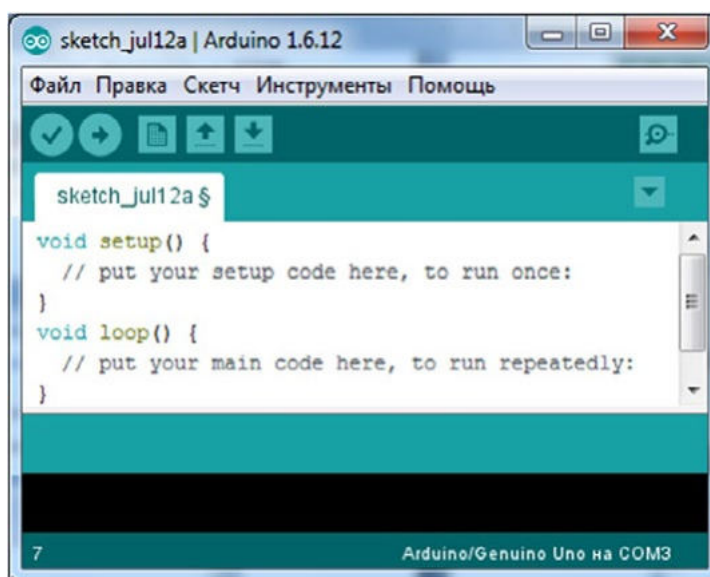 sketch_jul12a | Arduino 1.6.12
Файл Правка Скетч Инструменты Помощь
sketch_jul12a §
void setup() {
  // put your setup code here, to run once:
}
void loop() {
  // put your main code here, to run repeatedly:
}
7 Arduino/Genuino Uno на COM3